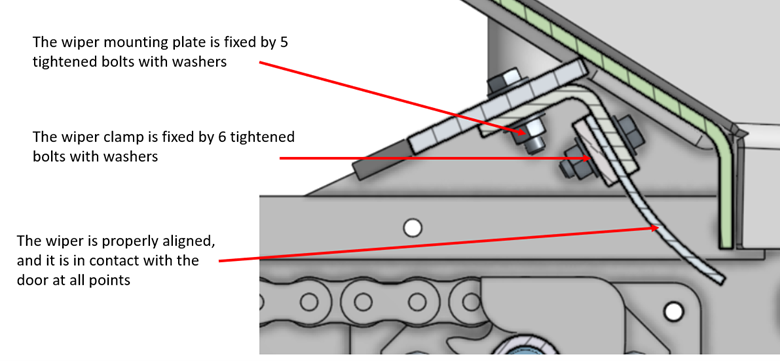 The wiper mounting plate is fixed by 5
tightened bolts with washers
The wiper clamp is fixed by 6 tightened
bolts with washers
The wiper is properly aligned,
and it is in contact with the
door at all points